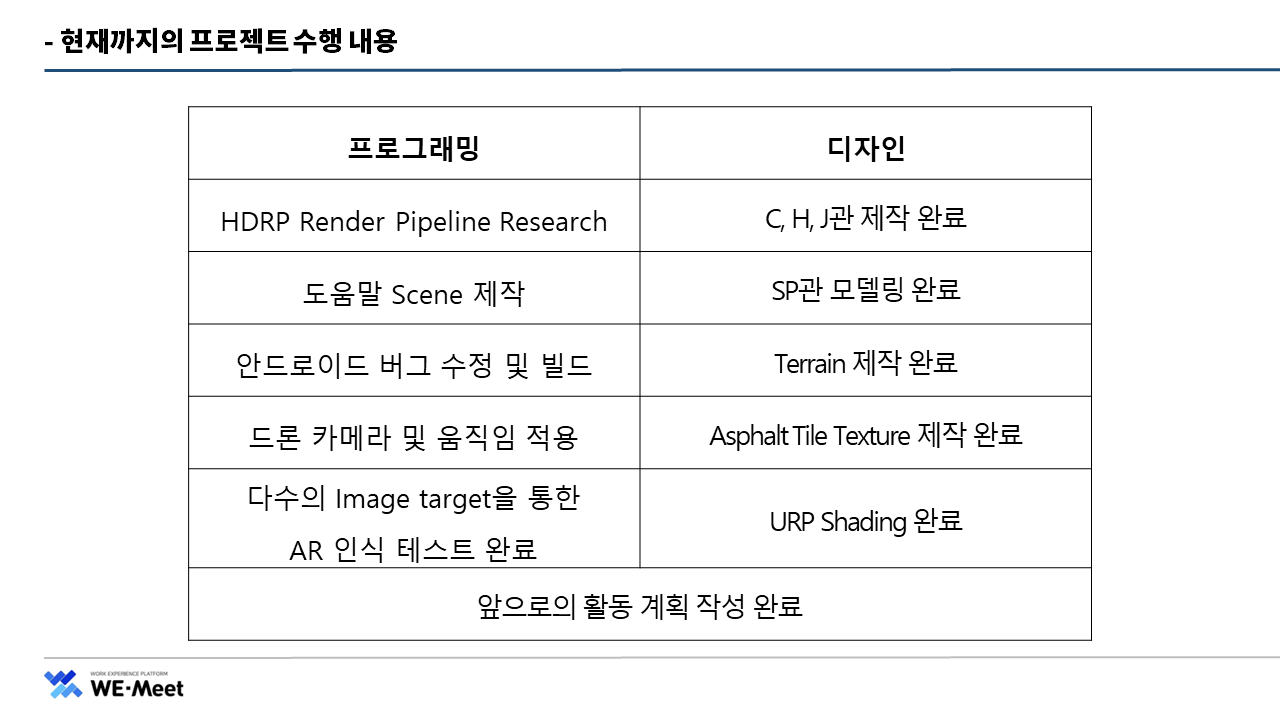 - 현재까지의 프로젝트 수행 내용
프로그래밍
디자인
HDRP Render Pipeline Research
C, H, J관 제작 완료
도움말 Scene 제작
SP관 모델링 완료
안드로이드 버그 수정 및 빌드
Terrain 제작 완료
드론 카메라 및 움직임 적용
Asphalt Tile Texture 제작 완료
다수의 Image target을 통한
AR 인식 테스트 완료
URP Shading 완료
앞으로의 활동 계획 작성 완료
WORK EXPERIENCE PLATFORM
WE-Meet